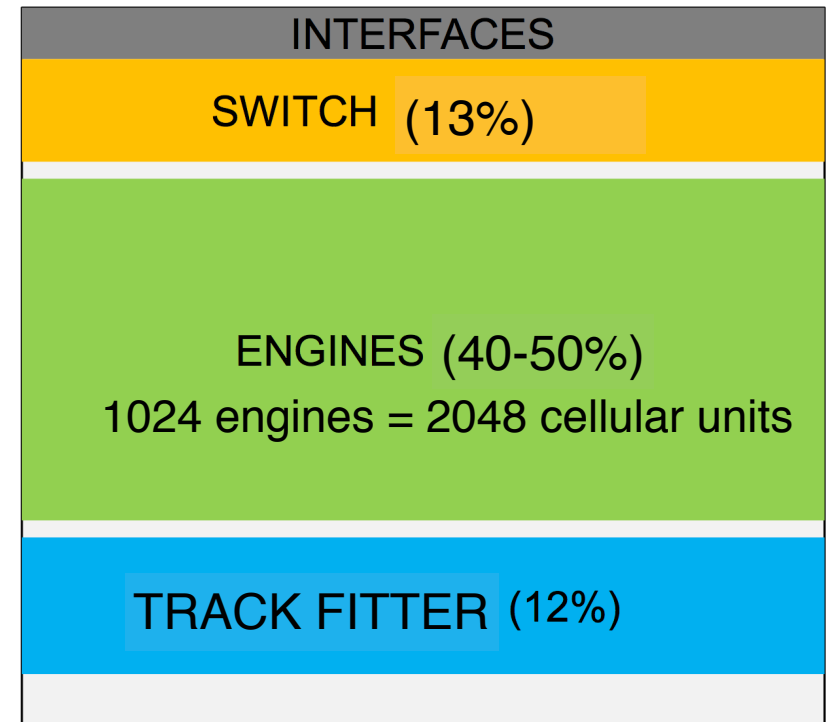 INTERFACES
SWITCH (13%)
ENGINES (40-50%)
1024 engines = 2048 cellular units
TRACK FITTER (12%)